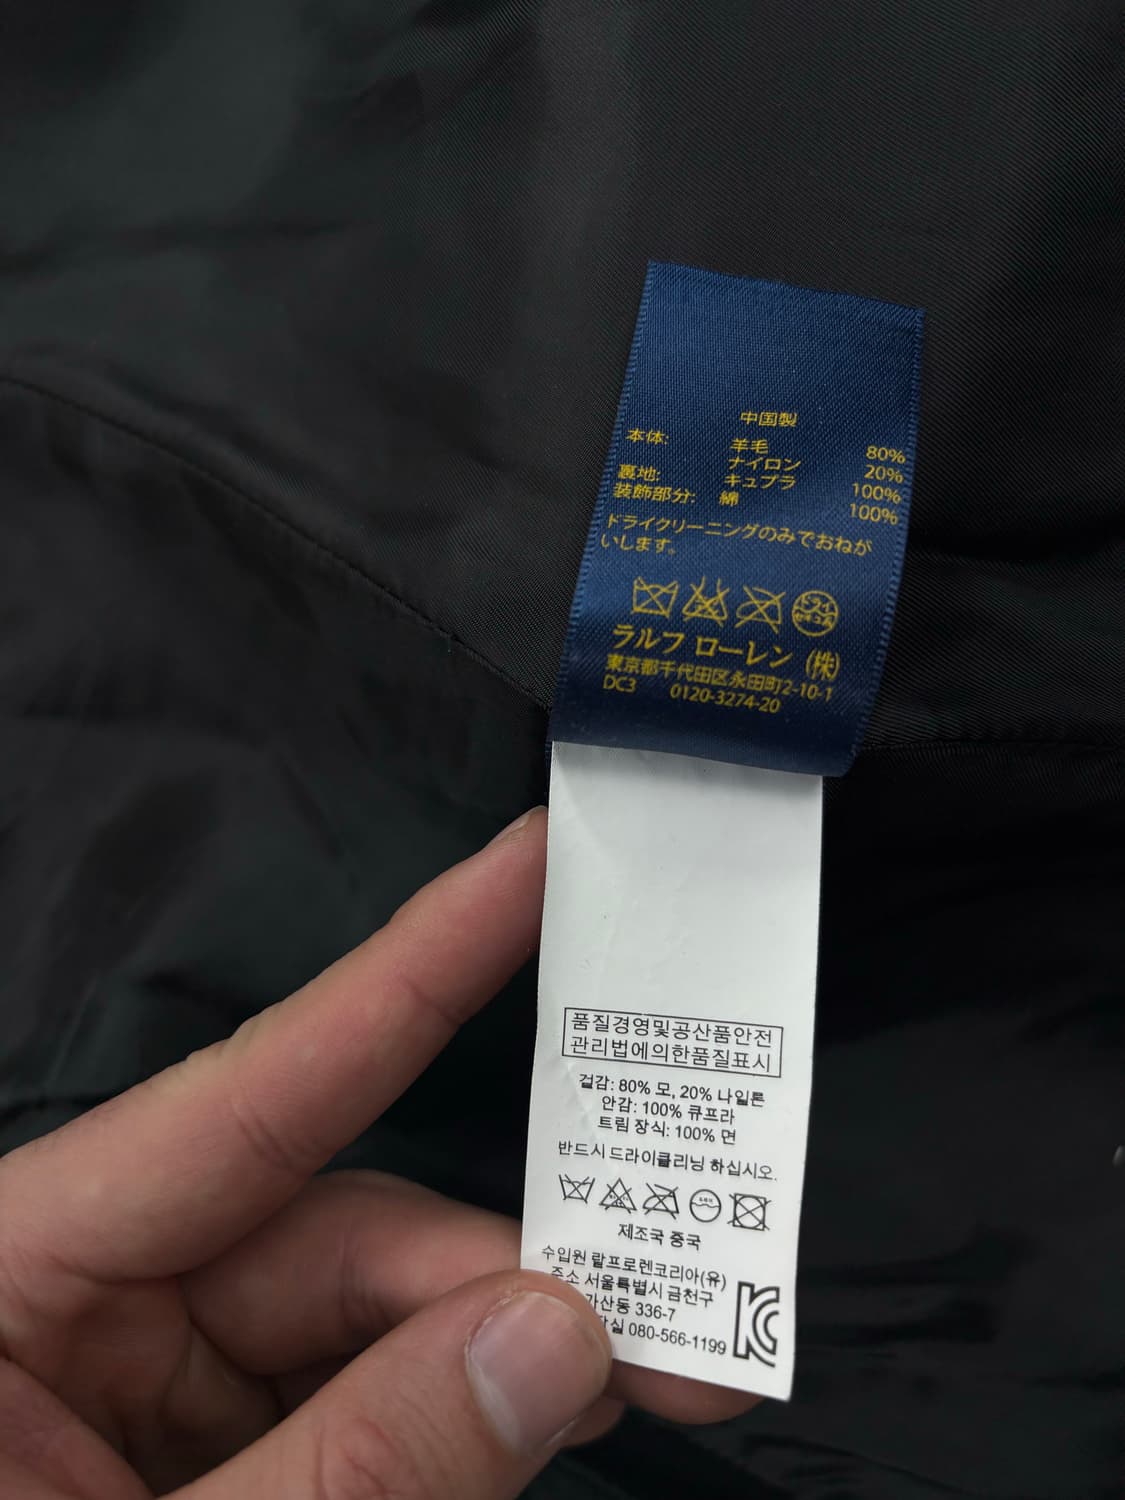 中国製
本体: 羊毛 80%
ナイロン 20%
裏地: キュプラ 100%
装飾部分: 綿 100%
ドライクリーニングのみでおねが
いします。
ドライ
セキユ系
ラルフ ローレン (株)
東京都千代田区永田町2-10-1
DC3 0120-3274-20
품질경영및공산품안전
관리법에의한품질표시
겉감: 80% 모, 20% 나일론
안감: 100% 큐프라
트림 장식: 100% 면
반드시 드라이클리닝 하십시오.
제조국 중국
수입원 랄프로렌코리아(유)
주소 서울특별시 금천구
가산동 336-7
080-566-1199